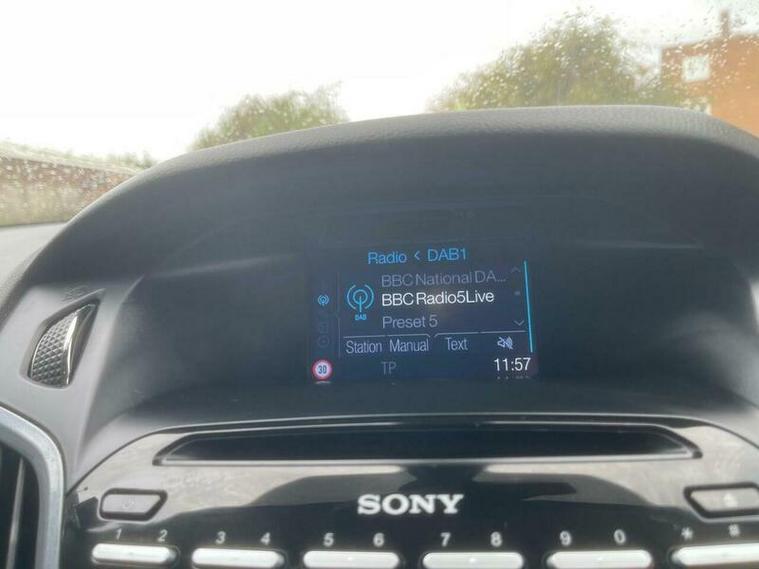 Radio < DAB1
BBC National DA...
BBC Radio5Live
DAB
Preset 5
Station Manual Text
30 TP 11:57
SONY
1 2 3 4 5 6 7 8 9 0 * #